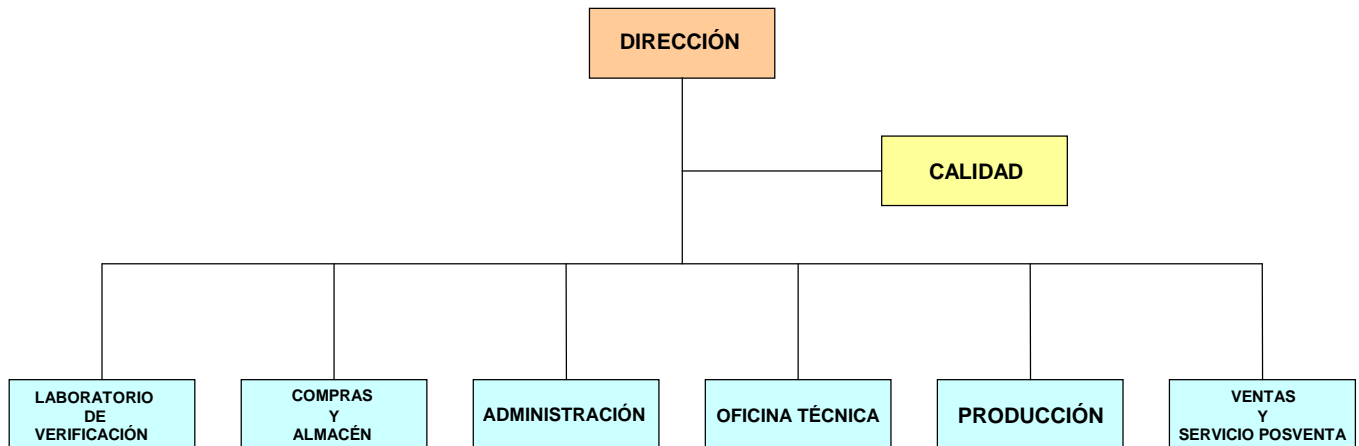 DIRECCIÓN
CALIDAD
LABORATORIO
DE
VERIFICACIÓN
COMPRAS
Y
ALMACÉN
ADMINISTRACIÓN
OFICINA TÉCNICA
PRODUCCIÓN
VENTAS
Y
SERVICIO POSVENTA